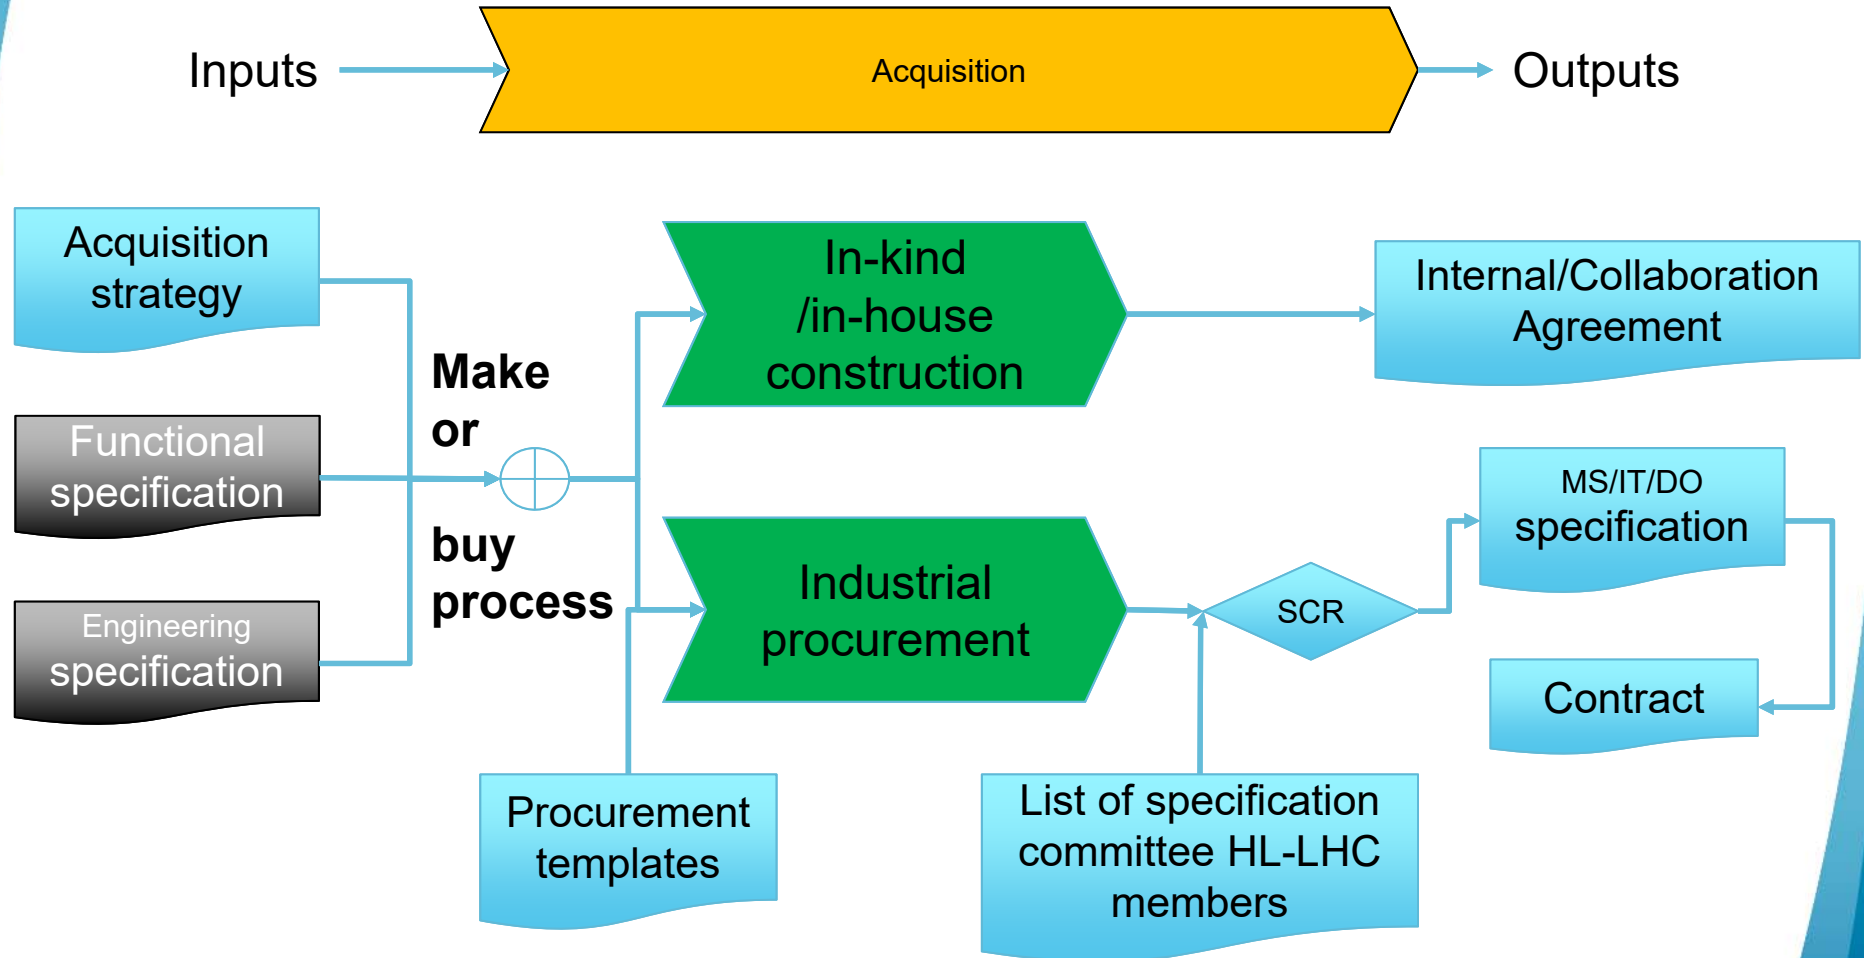 Inputs
Acquisition
Outputs
Acquisition
strategy
Functional
specification
Engineering
specification
Make
or
buy
process
In-kind
/in-house
construction
Internal/Collaboration
Agreement
Industrial
procurement
SCR
MS/IT/DO
specification
Contract
Procurement
templates
List of specification
committee HL-LHC
members